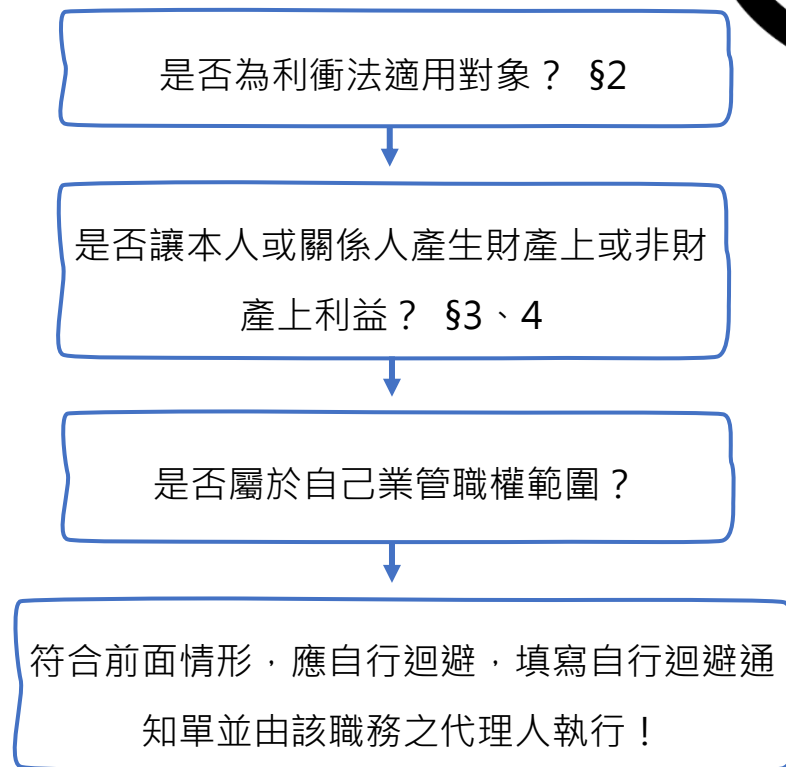 是否為利衝法適用對象？ §2
是否讓本人或關係人產生財產上或非財
產上利益？ §3、4
是否屬於自己業管職權範圍？
符合前面情形，應自行迴避，填寫自行迴避通
知單並由該職務之代理人執行！